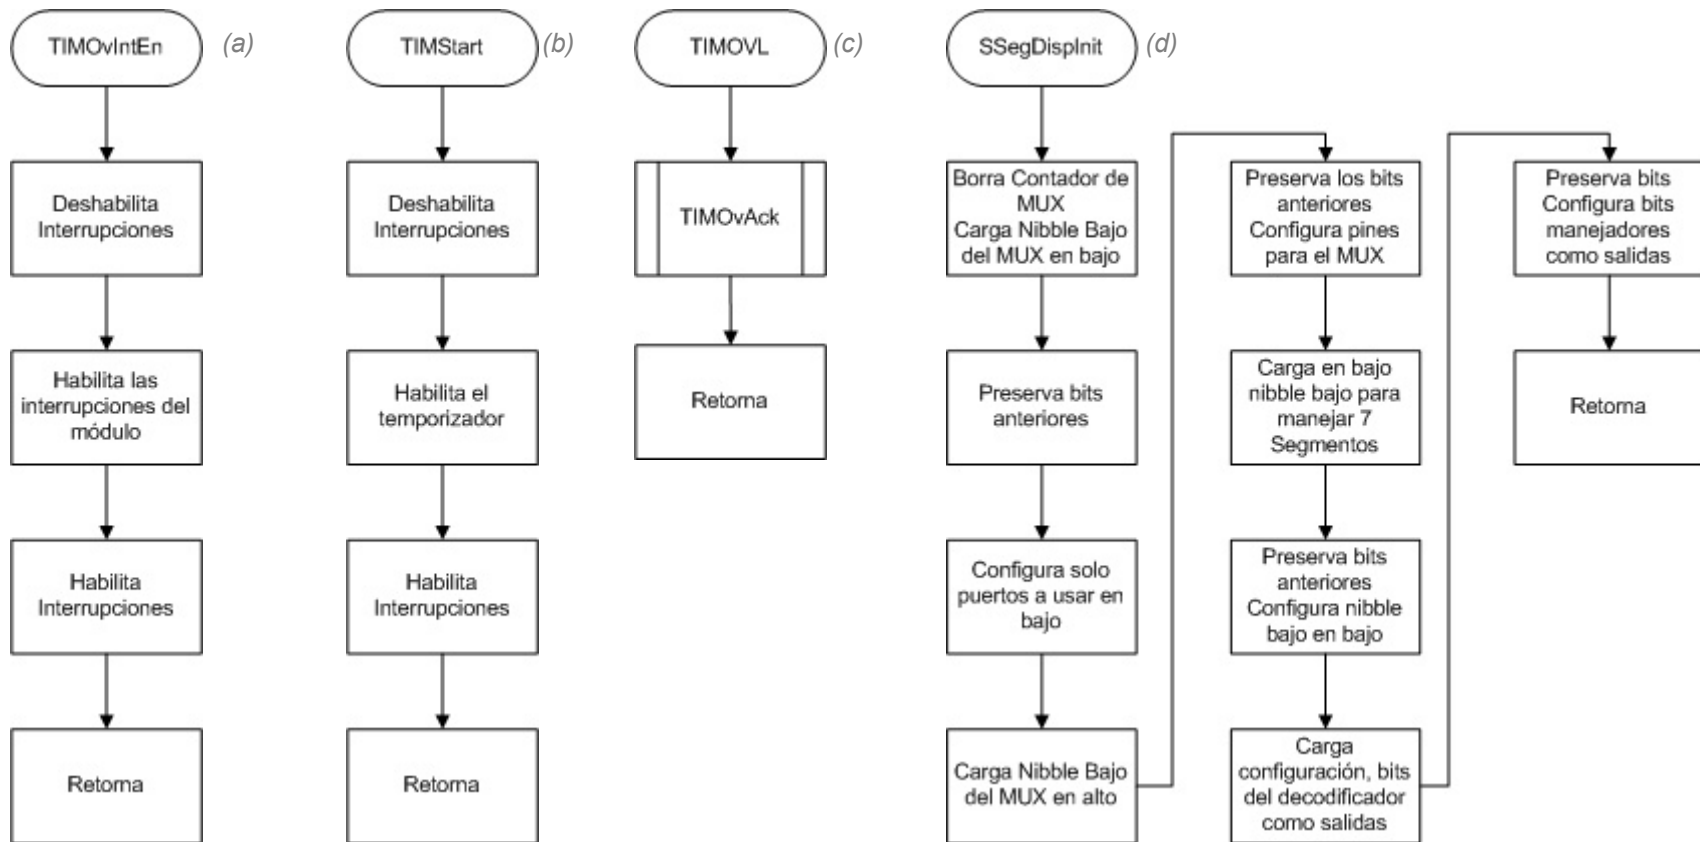 TIMOvIntEn
(a)
Deshabilita
Interrupciones
Habilita las
interrupciones del
módulo
Habilita
Interrupciones
Retorna
TIMStart
(b)
Deshabilita
Interrupciones
Habilita el
temporizador
Habilita
Interrupciones
Retorna
TIMOVL
(c)
TIMOvAck
Retorna
SSegDispInit
(d)
Borra Contador de
MUX
Carga Nibble Bajo
del MUX en bajo
Preserva bits
anteriores
Configura solo
puertos a usar en
bajo
Carga Nibble Bajo
del MUX en alto
Preserva los bits
anteriores
Configura pines
para el MUX
Carga en bajo
nibble bajo para
manejar 7
Segmentos
Preserva bits
anteriores
Configura nibble
bajo en bajo
Carga
configuración, bits
del decodificador
como salidas
Preserva bits
Configura bits
manejadores
como salidas
Retorna